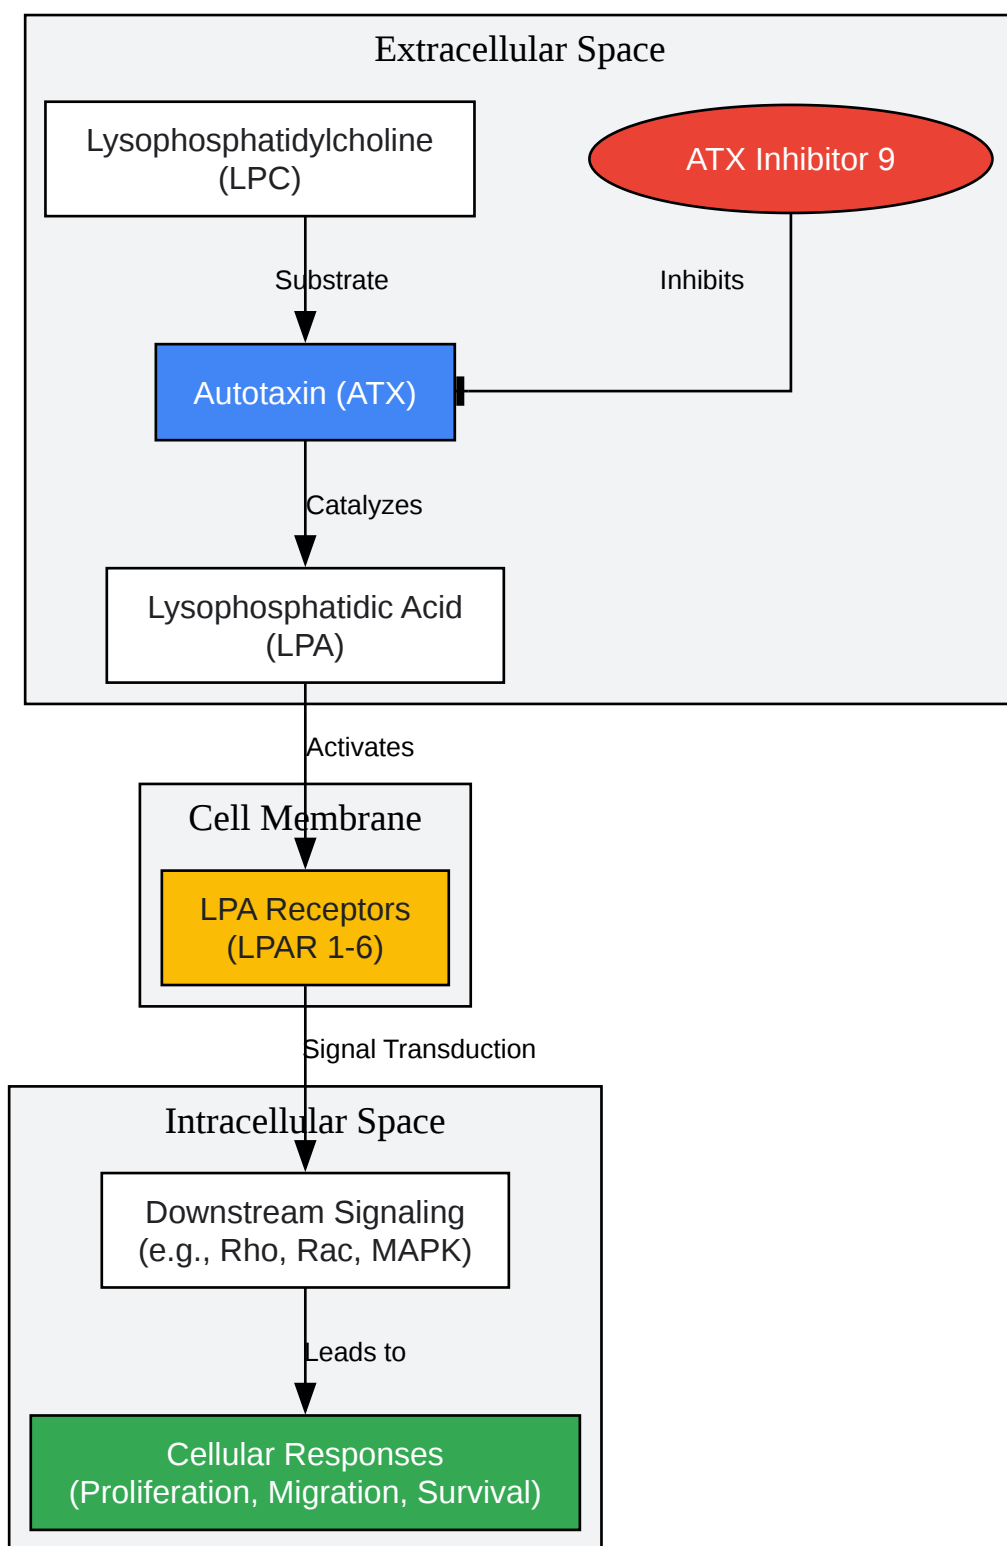 Extracellular Space
Lysophosphatidylcholine
(LPC)
ATX Inhibitor 9
Substrate
Inhibits
Autotaxin (ATX)
Catalyzes
Lysophosphatidic Acid
(LPA)
Activates
Cell Membrane
LPA Receptors
(LPAR 1-6)
Signal Transduction
Intracellular Space
Downstream Signaling
(e.g., Rho, Rac, MAPK)
Leads to
Cellular Responses
(Proliferation, Migration, Survival)